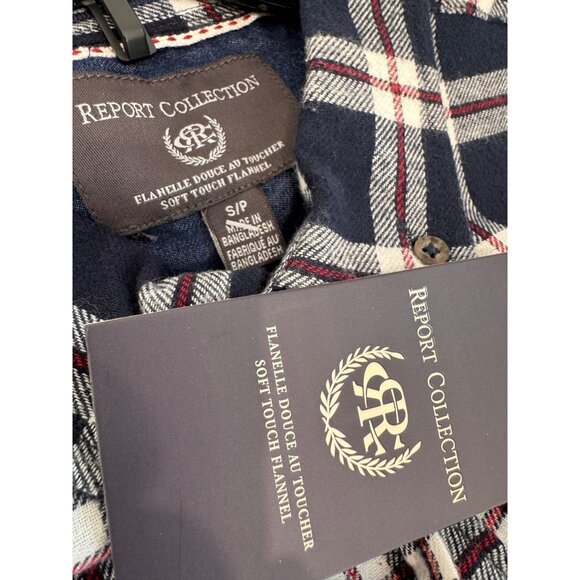 REPORT COLLECTION
FLANELLE DOUCE AU TOUCHER
SOFT TOUCH FLANNEL
S/P
MADE IN
BANGLADESH
FABRIQUÉ AU
BANGLADESH
REPORT COLLECTION
FLANELLE DOUCE AU TOUCHER
SOFT TOUCH FLANNEL